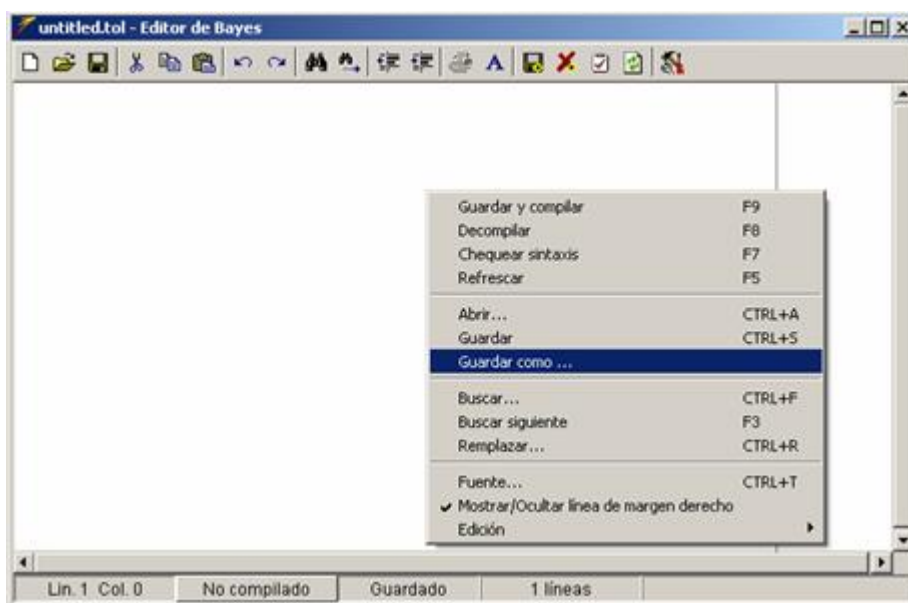 untitled.tol - Editor de Bayes
A
Guardar y compilar F9
Decompilar F8
Chequear sintaxis F7
Refrescar F5
Abrir... CTRL+A
Guardar CTRL+S
Guardar como ...
Buscar... CTRL+F
Buscar siguiente F3
Remplazar... CTRL+R
Fuente... CTRL+T
Mostrar/Ocultar línea de margen derecho
Edición
Lin. 1 Col. 0 No compilado Guardado 1 líneas